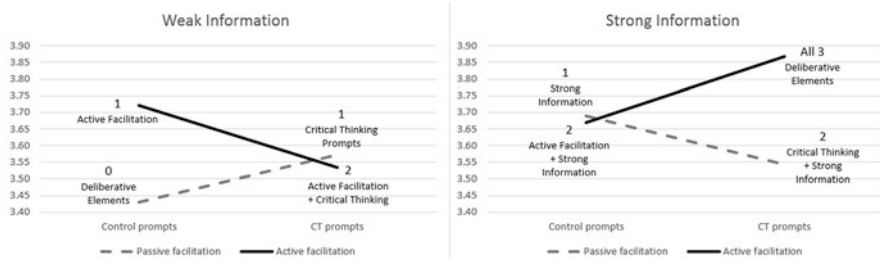 Weak Information
3.90
3.85
3.80
3.75
3.70
3.65
3.60
3.55
3.50
3.45
3.40
1
Active Facilitation
0
Deliberative
Elements
1
Critical Thinking
Prompts
2
Active Facilitation
+ Critical Thinking
Control prompts
CT prompts
Passive facilitation
Active facilitation
Strong Information
3.90
3.85
3.80
3.75
3.70
3.65
3.60
3.55
3.50
3.45
3.40
1
Strong
Information
2
Active Facilitation
+ Strong
Information
All 3
Deliberative
Elements
2
Critical Thinking
+ Strong
Information
Control prompts
CT prompts
Passive facilitation
Active facilitation